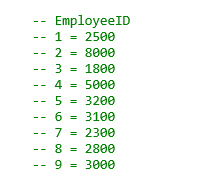 -- EmployeeID
-- 1 = 2500
-- 2 = 8000
-- 3 = 1800
-- 4 = 5000
-- 5 = 3200
-- 6 = 3100
-- 7 = 2300
-- 8 = 2800
-- 9 = 3000